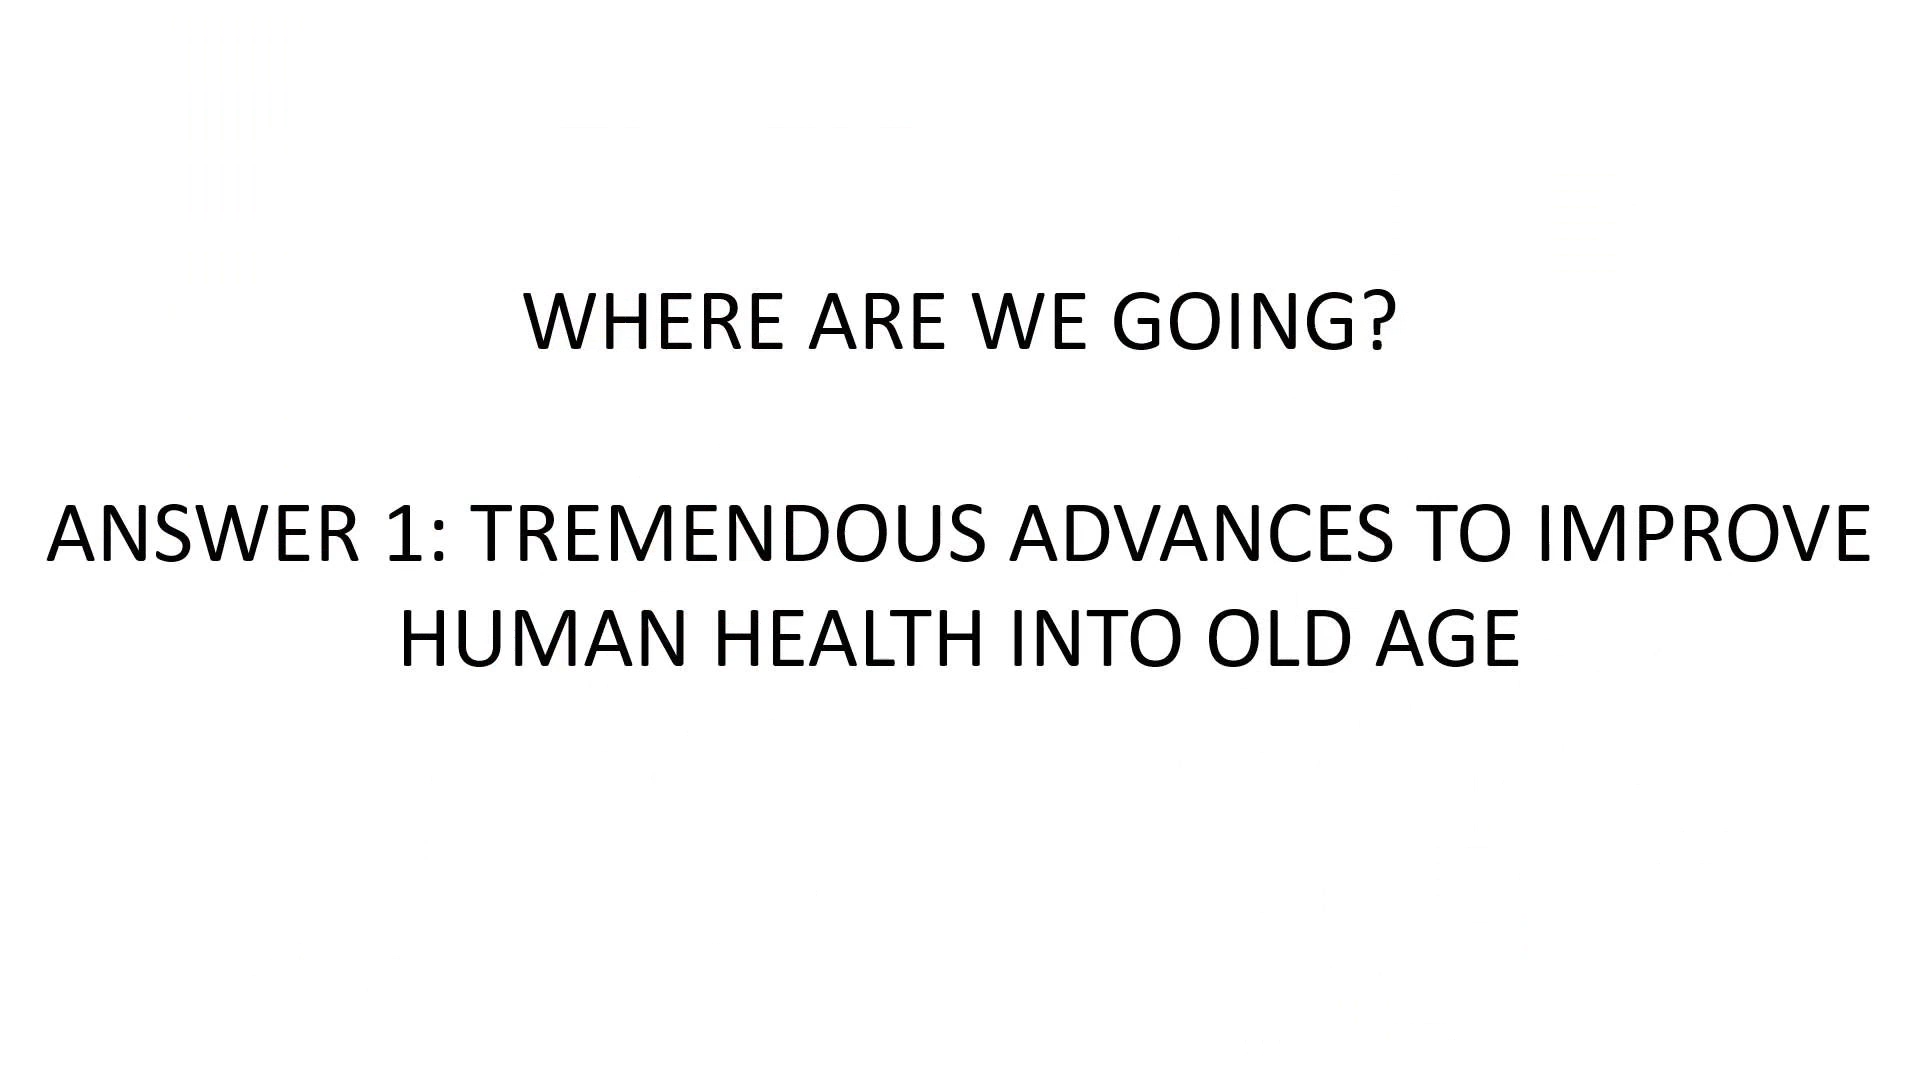 WHERE ARE WE GOING?
ANSWER 1: TREMENDOUS ADVANCES TO IMPROVE
HUMAN HEALTH INTO OLD AGE